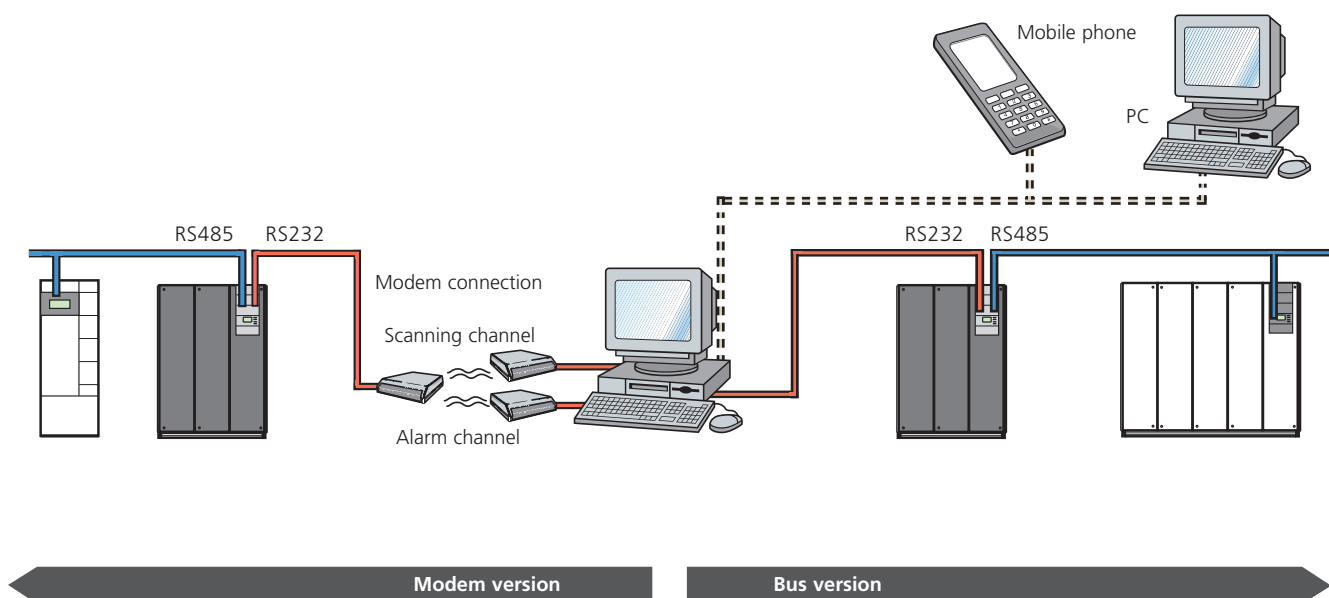 Mobile phone
PC
RS485 RS232
RS232 RS485
Modem connection
Scanning channel
Alarm channel
Modem version
Bus version